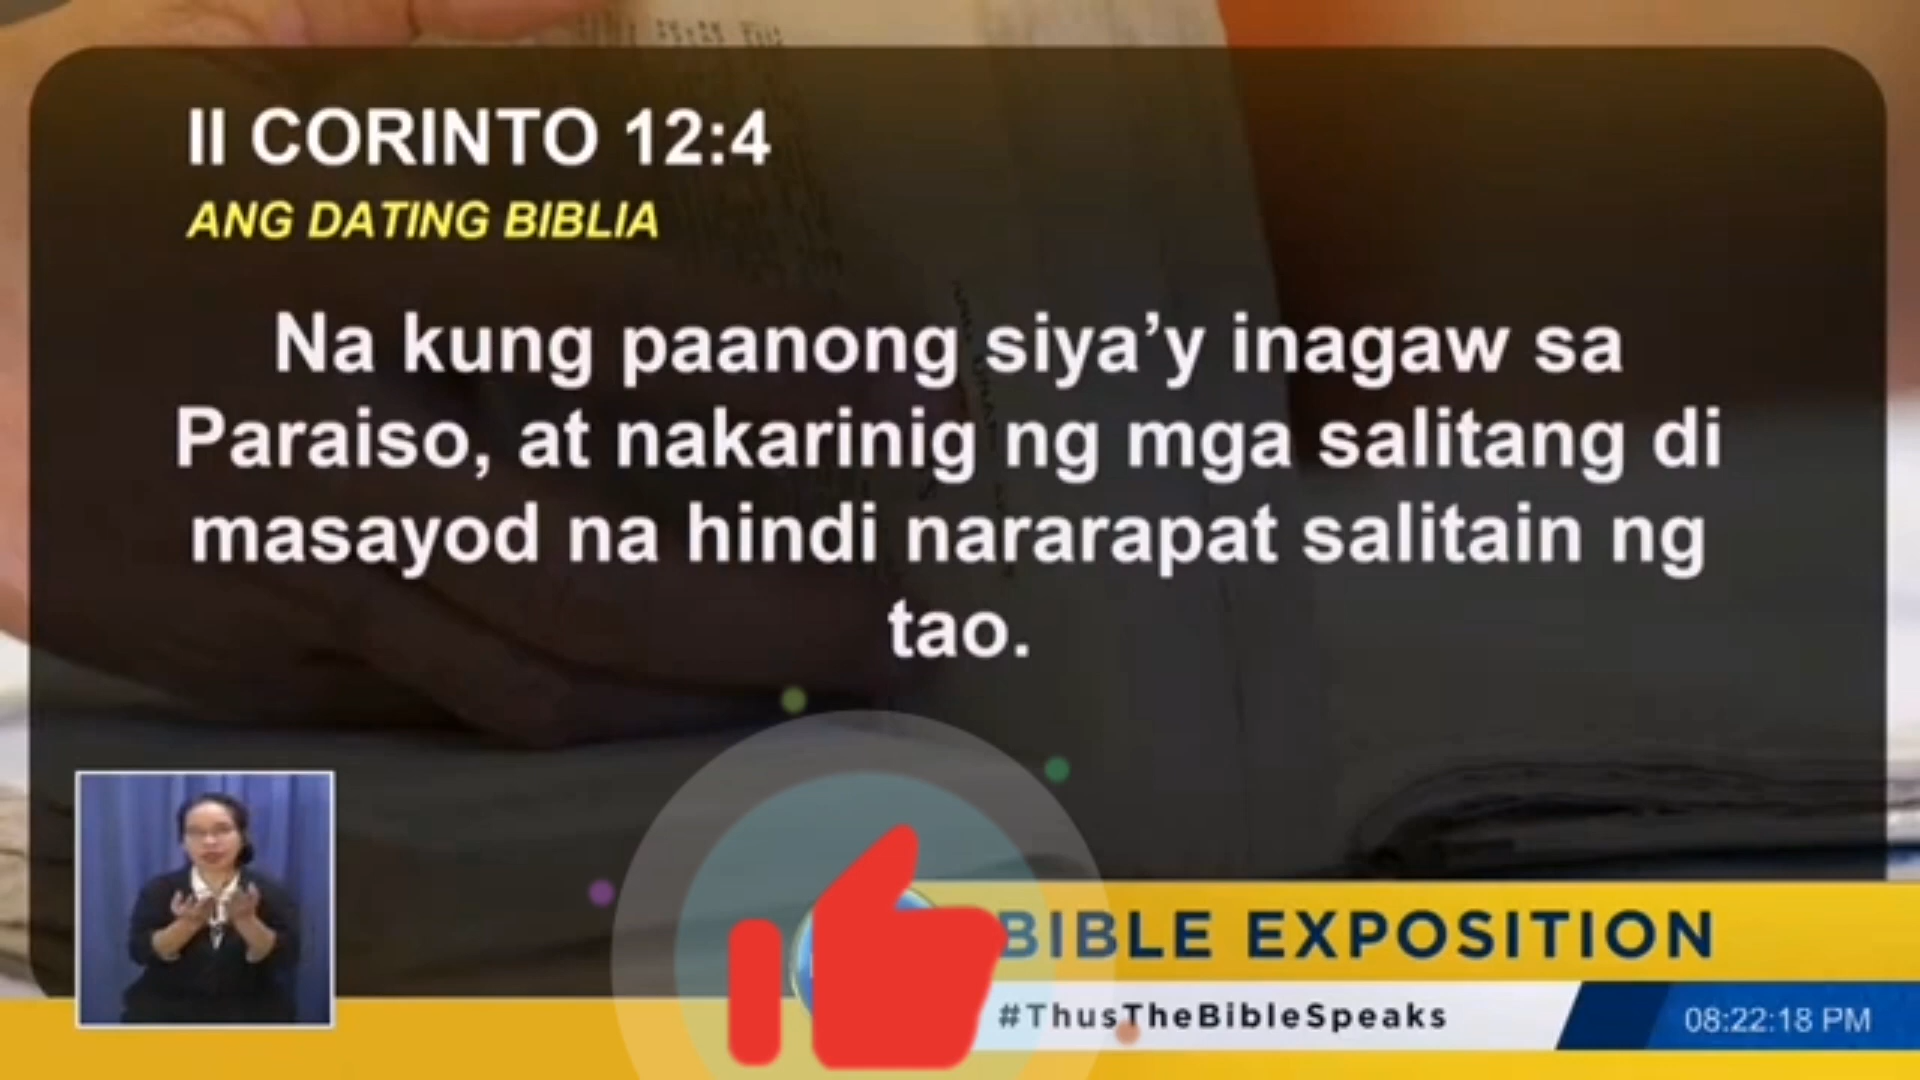 II CORINTO 12:4
ANG DATING BIBLIA
Na kung paanong siya’y inagaw sa
Paraiso, at nakarinig ng mga salitang di
masayod na hindi nararapat salitain ng
tao.
BIBLE EXPOSITION
#ThusTheBibleSpeaks
08:22:18 PM